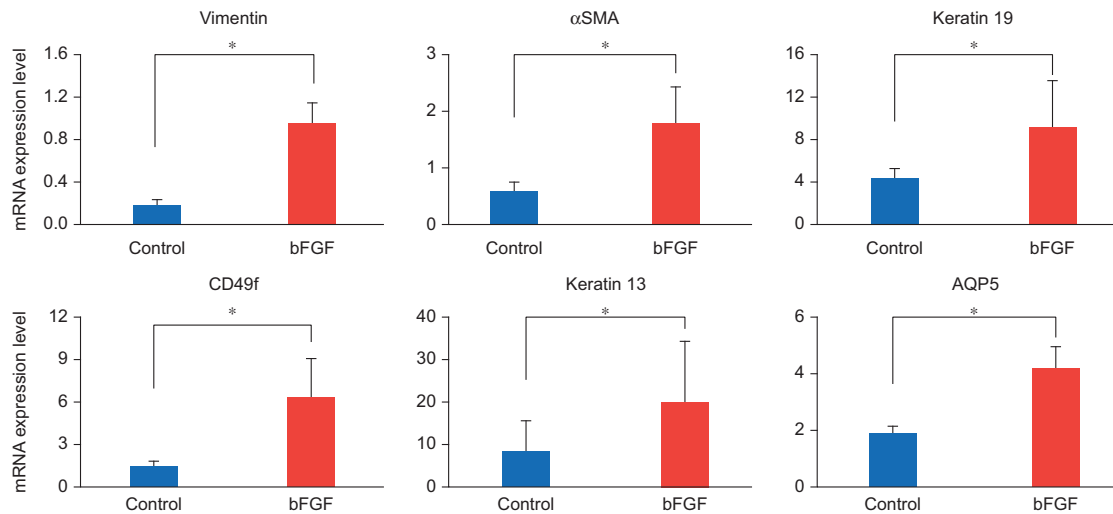 Vimentin
αSMA
Keratin 19
mRNA expression level
1.6
1.2
0.8
0.4
0.0
*
Control
bFGF
3
2
1
0
*
Control
bFGF
16
12
8
4
0
*
Control
bFGF
CD49f
Keratin 13
AQP5
mRNA expression level
12
9
6
3
0
*
Control
bFGF
40
30
20
10
0
*
Control
bFGF
6
4
2
0
*
Control
bFGF